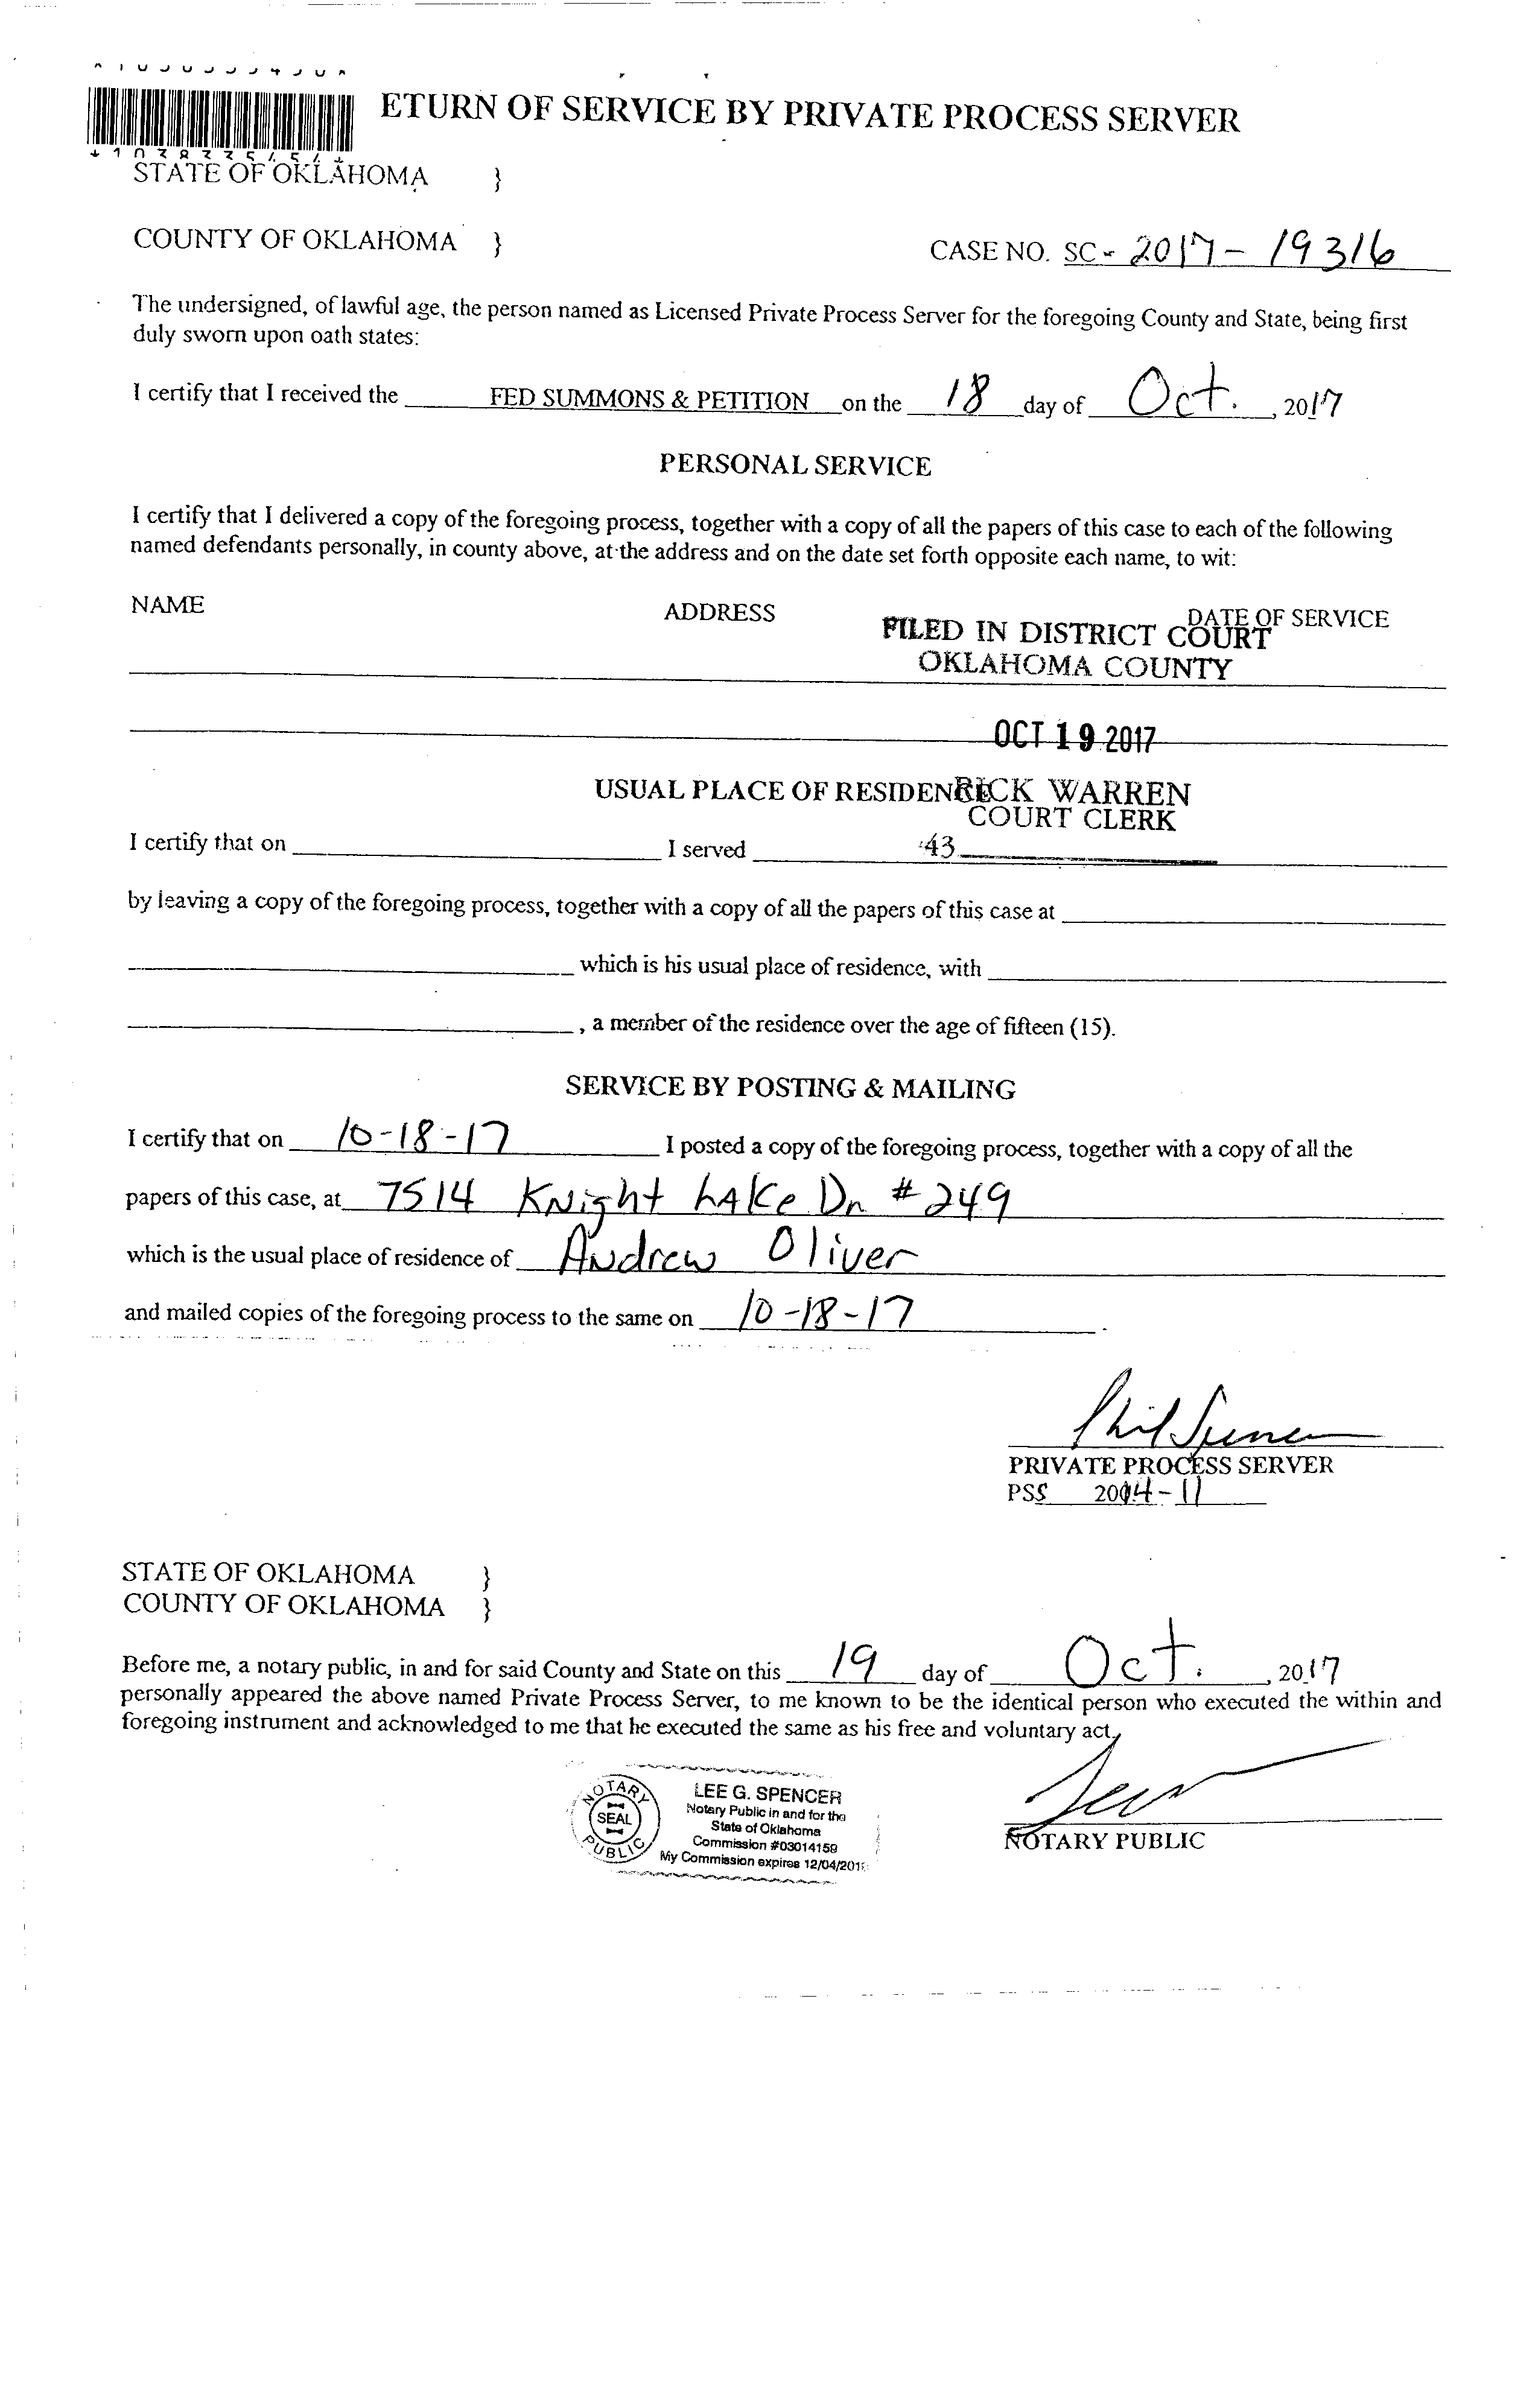 ETURN OF SERVICE BY PRIVATE PROCESS SERVER
STATE OF OKLAHOMA }
COUNTY OF OKLAHOMA }
CASE NO. SC - 2017 - 19316
The undersigned, of lawful age, the person named as Licensed Private Process Server for the foregoing County and State, being first
duly sworn upon oath states:
I certify that I received the FED SUMMONS & PETITION on the 18 day of Oct. , 2017
PERSONAL SERVICE
I certify that I delivered a copy of the foregoing process, together with a copy of all the papers of this case to each of the following
named defendants personally, in county above, at the address and on the date set forth opposite each name, to wit:
NAME ADDRESS DATE OF SERVICE
FILED IN DISTRICT COURT
OKLAHOMA COUNTY
OCT 19 2017
USUAL PLACE OF RESIDENCE
RICK WARREN
COURT CLERK
I certify that on I served
43
by leaving a copy of the foregoing process, together with a copy of all the papers of this case at
which is his usual place of residence, with
, a member of the residence over the age of fifteen (15).
SERVICE BY POSTING & MAILING
I certify that on 10-18-17 I posted a copy of the foregoing process, together with a copy of all the
papers of this case, at 7514 Knight Lake Dr #249
which is the usual place of residence of Andrew Oliver
and mailed copies of the foregoing process to the same on 10-18-17 .
Phil Spencer
PRIVATE PROCESS SERVER
PSS 2004-11
STATE OF OKLAHOMA }
COUNTY OF OKLAHOMA }
Before me, a notary public, in and for said County and State on this 19 day of Oct. , 2017
personally appeared the above named Private Process Server, to me known to be the identical person who executed the within and
foregoing instrument and acknowledged to me that he executed the same as his free and voluntary act.
NOTARY PUBLIC
SEAL
LEE G. SPENCER
Notary Public in and for the
State of Oklahoma
Commission #03014159
My Commission expires 12/04/201
NOTARY PUBLIC